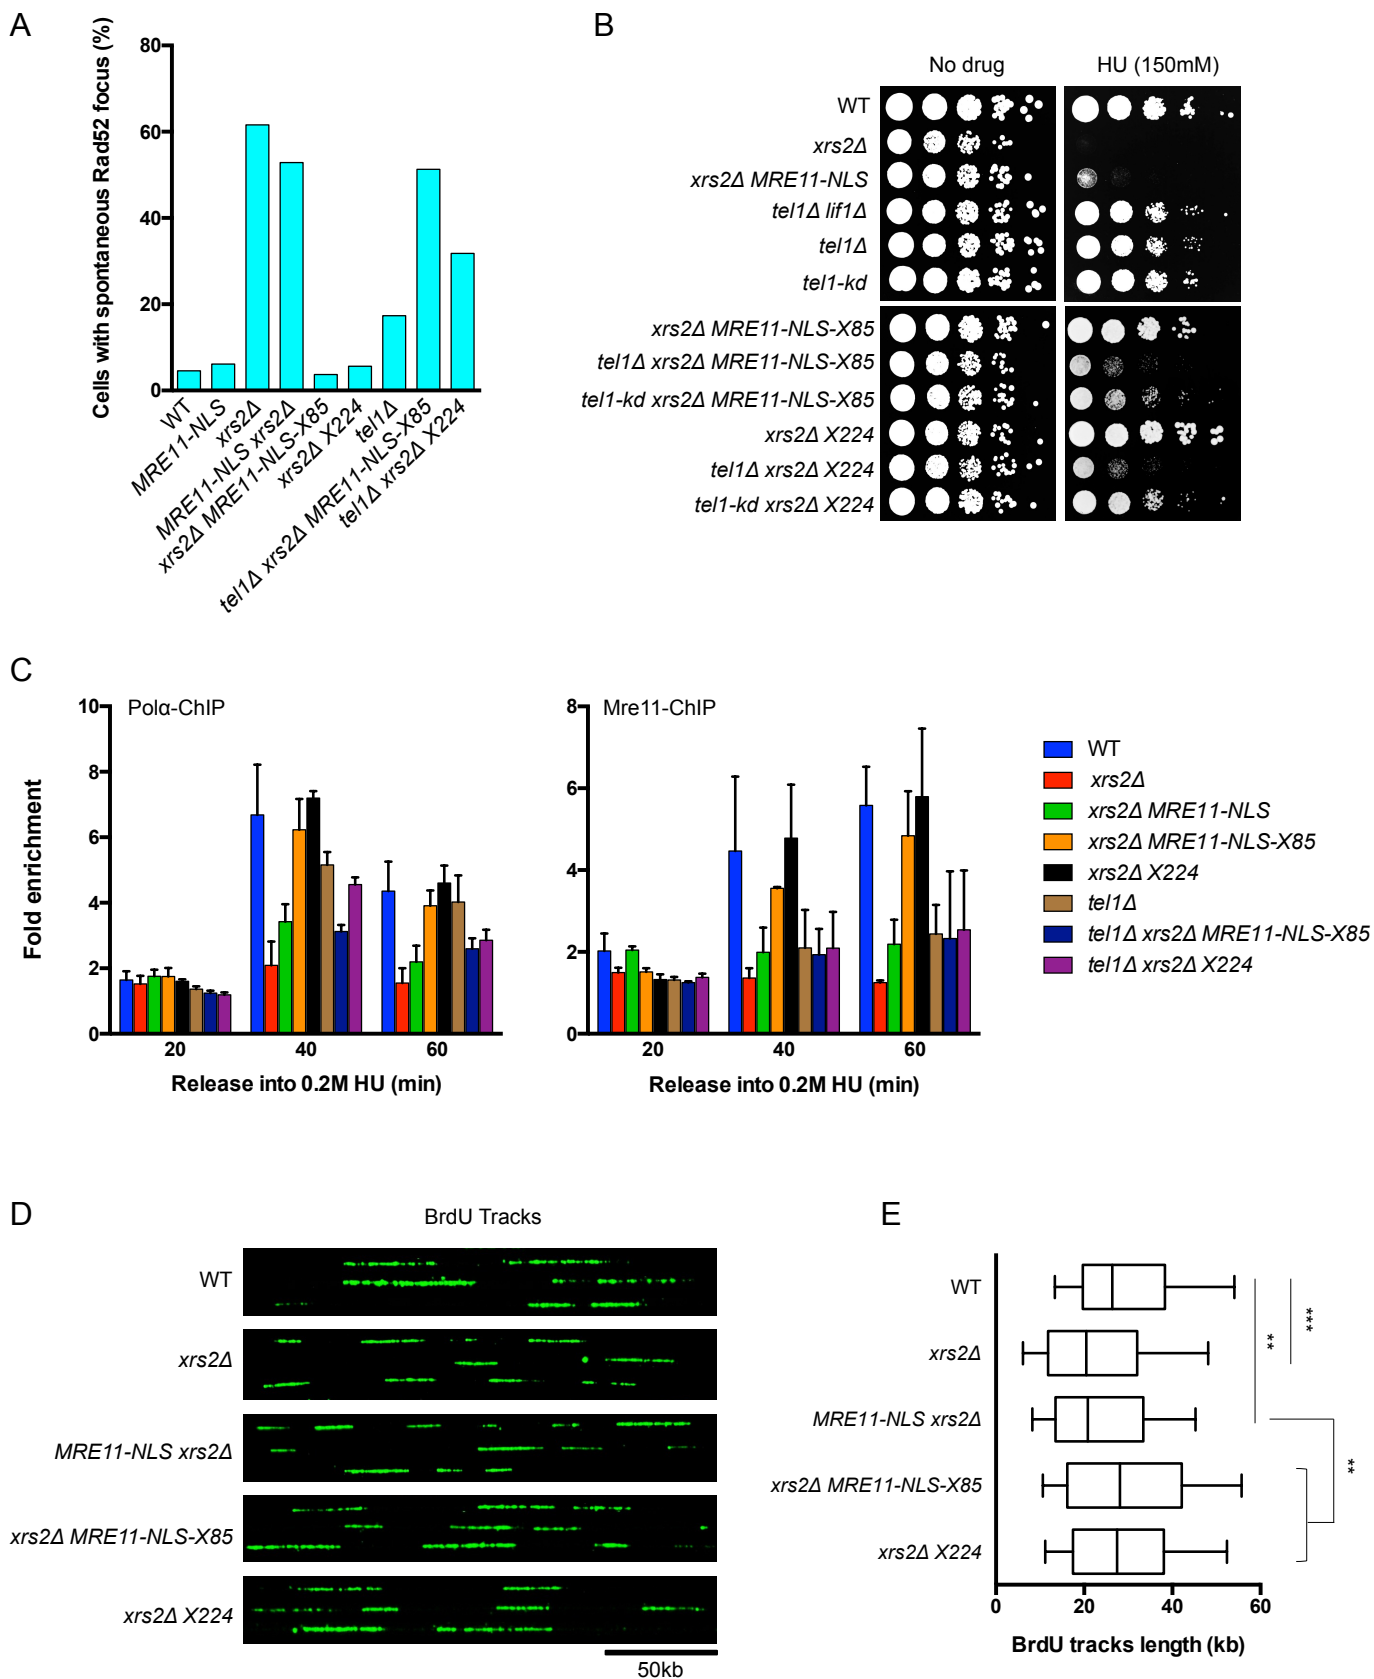 A
Cells with spontaneous Rad52 focus (%)
80
60
40
20
0
WT
MRE11-NLS
xrs2Δ
MRE11-NLS xrs2Δ
xrs2Δ MRE11-NLS-X85
xrs2Δ X224
tel1Δ
tel1Δ xrs2Δ MRE11-NLS-X85
tel1Δ xrs2Δ X224
B
No drug
HU (150mM)
WT
xrs2Δ
xrs2Δ MRE11-NLS
tel1Δ lif1Δ
tel1Δ
tel1-kd
xrs2Δ MRE11-NLS-X85
tel1Δ xrs2Δ MRE11-NLS-X85
tel1-kd xrs2Δ MRE11-NLS-X85
xrs2Δ X224
tel1Δ xrs2Δ X224
tel1-kd xrs2Δ X224
C
Fold enrichment
10
8
6
4
2
0
Polα-ChIP
20
40
60
Release into 0.2M HU (min)
8
6
4
2
0
Mre11-ChIP
20
40
60
Release into 0.2M HU (min)
WT
xrs2Δ
xrs2Δ MRE11-NLS
xrs2Δ MRE11-NLS-X85
xrs2Δ X224
tel1Δ
tel1Δ xrs2Δ MRE11-NLS-X85
tel1Δ xrs2Δ X224
D
BrdU Tracks
WT
xrs2Δ
MRE11-NLS xrs2Δ
xrs2Δ MRE11-NLS-X85
xrs2Δ X224
50kb
E
WT
xrs2Δ
MRE11-NLS xrs2Δ
xrs2Δ MRE11-NLS-X85
xrs2Δ X224
**
***
**
0
20
40
60
BrdU tracks length (kb)